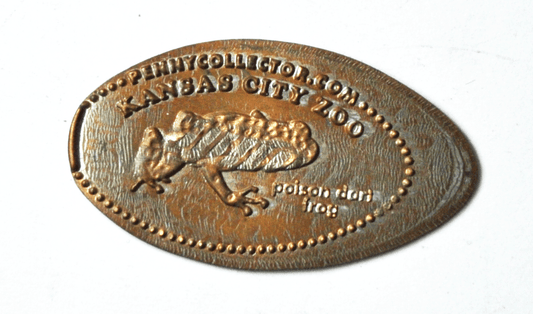 PENNYCOLLECTOR.COM
KANSAS CITY ZOO
poison dart
frog